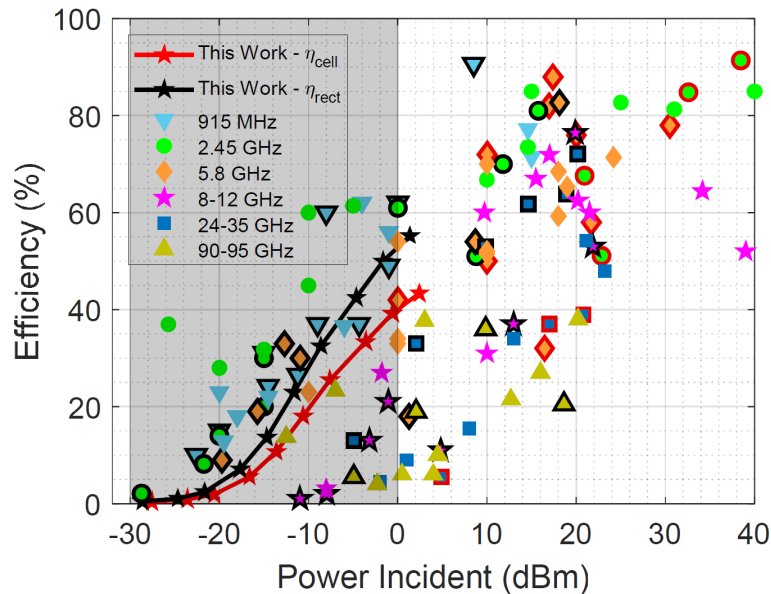 100
80
60
40
20
0
Efficiency (%)
This Work - ηcell
This Work - ηrect
915 MHz
2.45 GHz
5.8 GHz
8-12 GHz
24-35 GHz
90-95 GHz
-30 -20 -10 0 10 20 30 40
Power Incident (dBm)